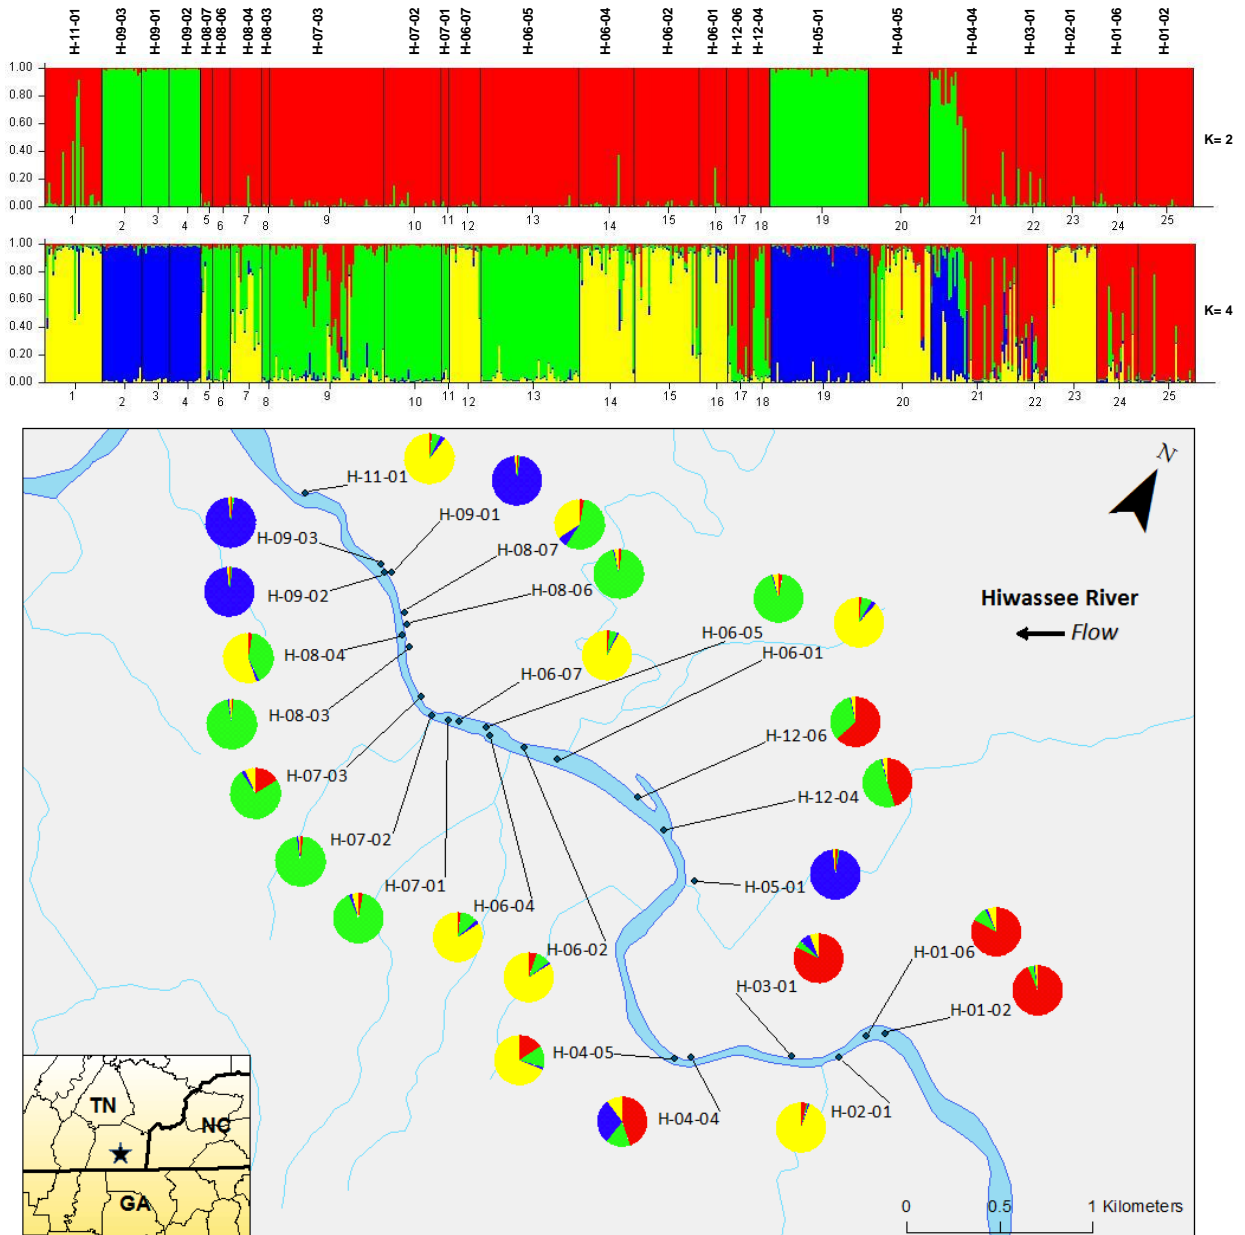 H-11-01 H-09-03 H-09-01 H-09-02 H-08-07 H-08-06 H-08-04 H-08-03 H-07-03 H-07-02 H-07-01 H-06-07 H-06-05 H-06-04 H-06-02 H-06-01 H-12-06 H-12-04 H-05-01 H-04-05 H-04-04 H-03-01 H-02-01 H-01-06 H-01-02
1.00
0.80
0.60
0.40
0.20
0.00
K= 2
1 2 3 4 5 6 7 8 9 10 11 12 13 14 15 16 17 18 19 20 21 22 23 24 25
1.00
0.80
0.60
0.40
0.20
0.00
K= 4
1 2 3 4 5 6 7 8 9 10 11 12 13 14 15 16 17 18 19 20 21 22 23 24 25
N
H-11-01
H-09-01
H-09-03
H-08-07
H-08-06
H-09-02
Hiwassee River
Flow
H-06-05
H-06-01
H-08-04
H-06-07
H-08-03
H-12-06
H-07-03
H-12-04
H-07-02
H-07-01
H-05-01
H-06-04
H-06-02
H-01-06
H-03-01
H-01-02
H-04-05
H-04-04
H-02-01
TN
NC
GA
0 0.5 1 Kilometers